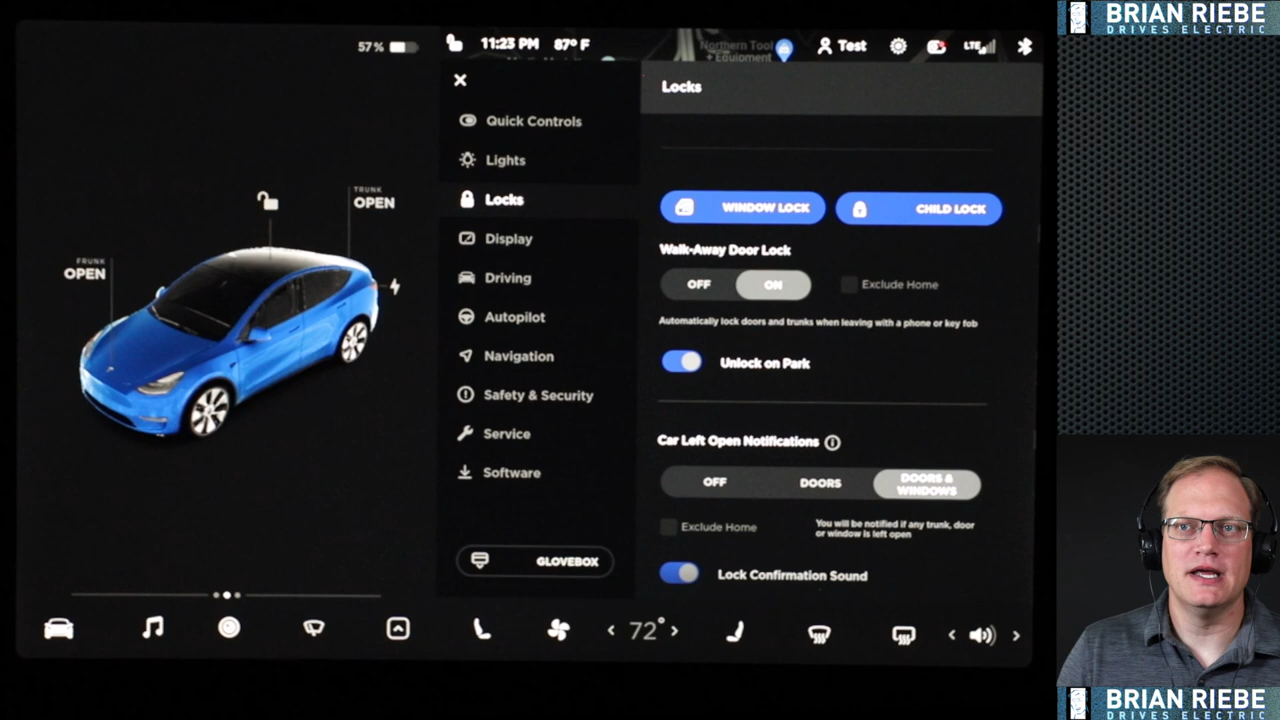 BRIAN RIEBE
DRIVES ELECTRIC
57%
11:23 PM
87° F
Northern Tool
+ Equipment
Test
LTE
TRUNK
OPEN
FRUNK
OPEN
Quick Controls
Lights
Locks
Display
Driving
Autopilot
Navigation
Safety & Security
Service
Software
GLOVEBOX
Locks
WINDOW LOCK
CHILD LOCK
Walk-Away Door Lock
OFF
ON
Exclude Home
Automatically lock doors and trunks when leaving with a phone or key fob
Unlock on Park
Car Left Open Notifications
OFF
DOORS
DOORS &
WINDOWS
Exclude Home
You will be notified if any trunk, door
or window is left open
Lock Confirmation Sound
72°
BRIAN RIEBE
DRIVES ELECTRIC